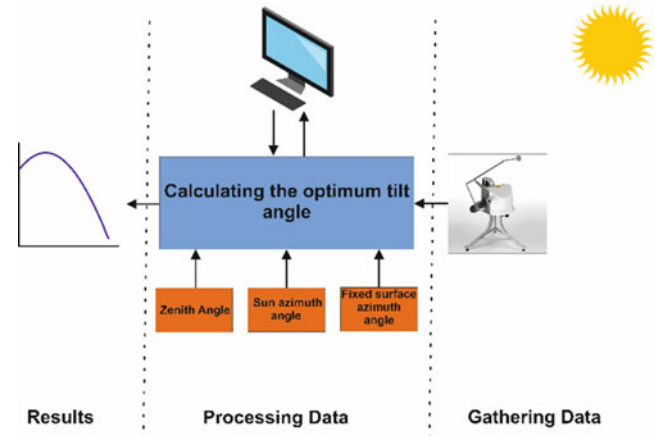 Calculating the optimum tilt
angle
Zenith Angle
Sun azimuth
angle
Fixed surface
azimuth
angle
Results
Processing Data
Gathering Data